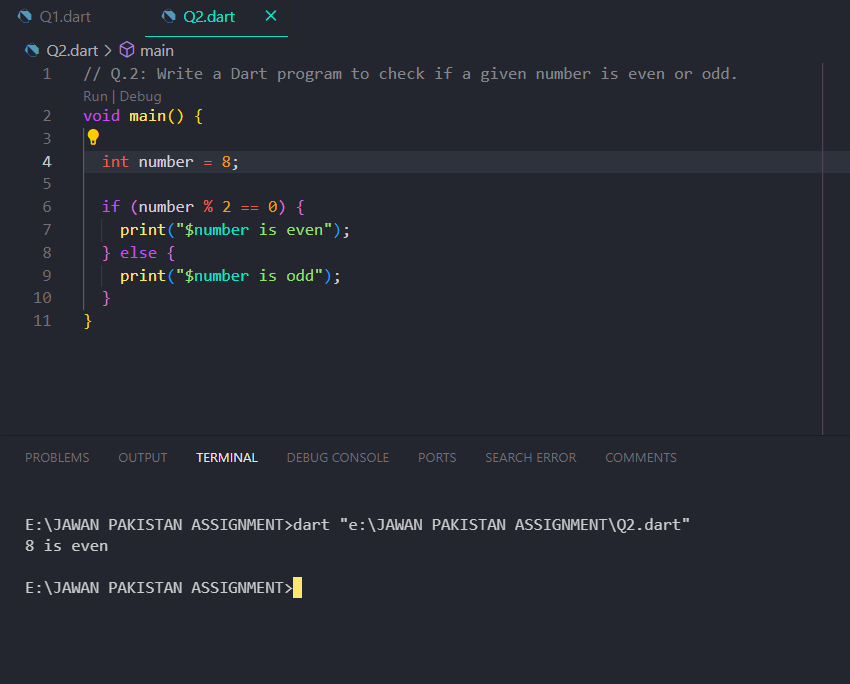 Q1.dart Q2.dart
Q2.dart > main
1 // Q.2: Write a Dart program to check if a given number is even or odd.
Run | Debug
2 void main() {
3
4 int number = 8;
5
6 if (number % 2 == 0) {
7 print("$number is even");
8 } else {
9 print("$number is odd");
10 }
11 }
PROBLEMS OUTPUT TERMINAL DEBUG CONSOLE PORTS SEARCH ERROR COMMENTS
E:\JAWAN PAKISTAN ASSIGNMENT>dart "e:\JAWAN PAKISTAN ASSIGNMENT\Q2.dart"
8 is even
E:\JAWAN PAKISTAN ASSIGNMENT>